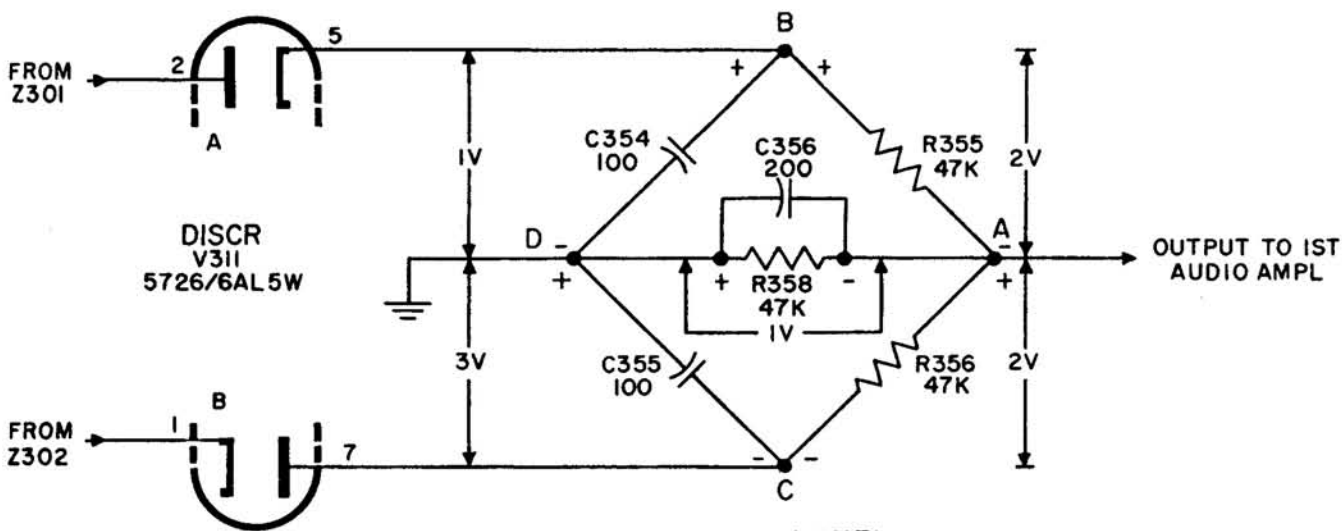 B
5
2
FROM
Z301
+ +
A
C354
100
C356
200
R355
47K
1V
2V
DISCR
V311
5726/6AL5W
D
-
+
+
R358
47K
-
1V
A
-
+
OUTPUT TO 1ST
AUDIO AMPL
3V
C355
100
R356
47K
2V
B
FROM
Z302
1
7
- -
C